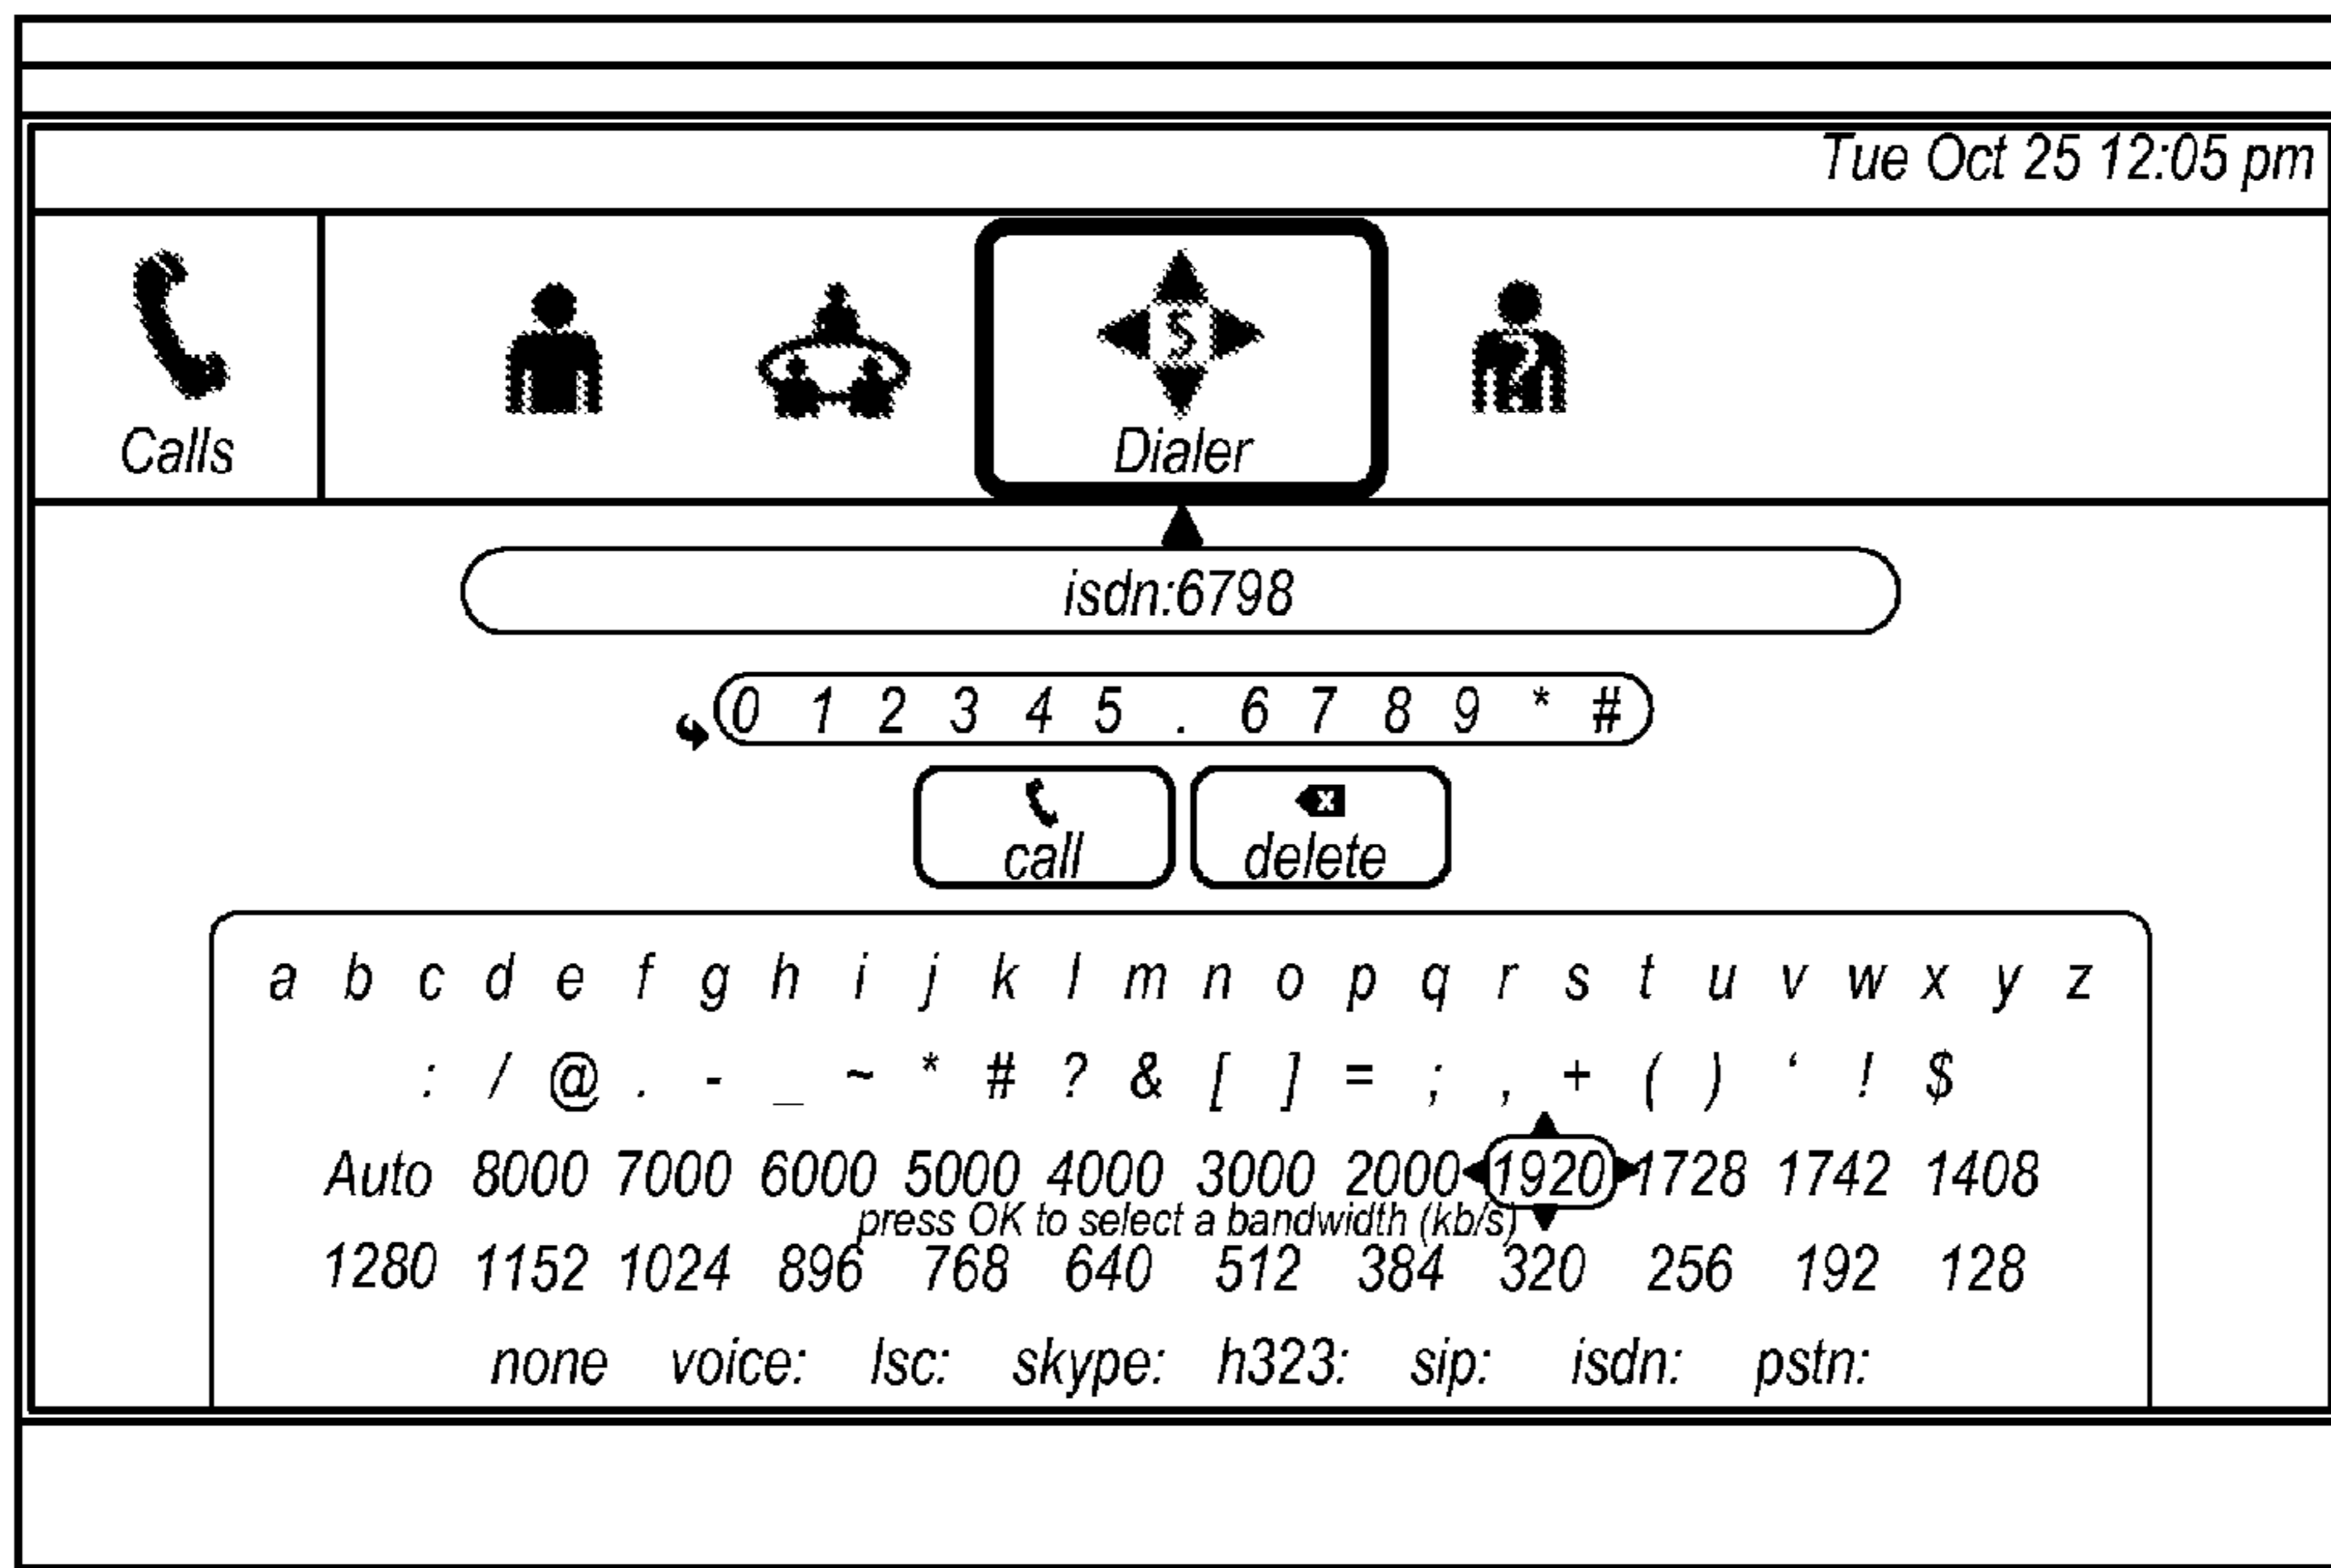 Tue Oct 25 12:05 pm
Calls
Dialer
isdn:6798
0 1 2 3 4 5 . 6 7 8 9 * #
call delete
a b c d e f g h i j k l m n o p q r s t u v w x y z
: / @ . - _ ~ * # ? & [ ] = ; , + ( ) ‘ ! $
Auto 8000 7000 6000 5000 4000 3000 2000 1920 1728 1742 1408
press OK to select a bandwidth (kb/s)
1280 1152 1024 896 768 640 512 384 320 256 192 128
none voice: lsc: skype: h323: sip: isdn: pstn: